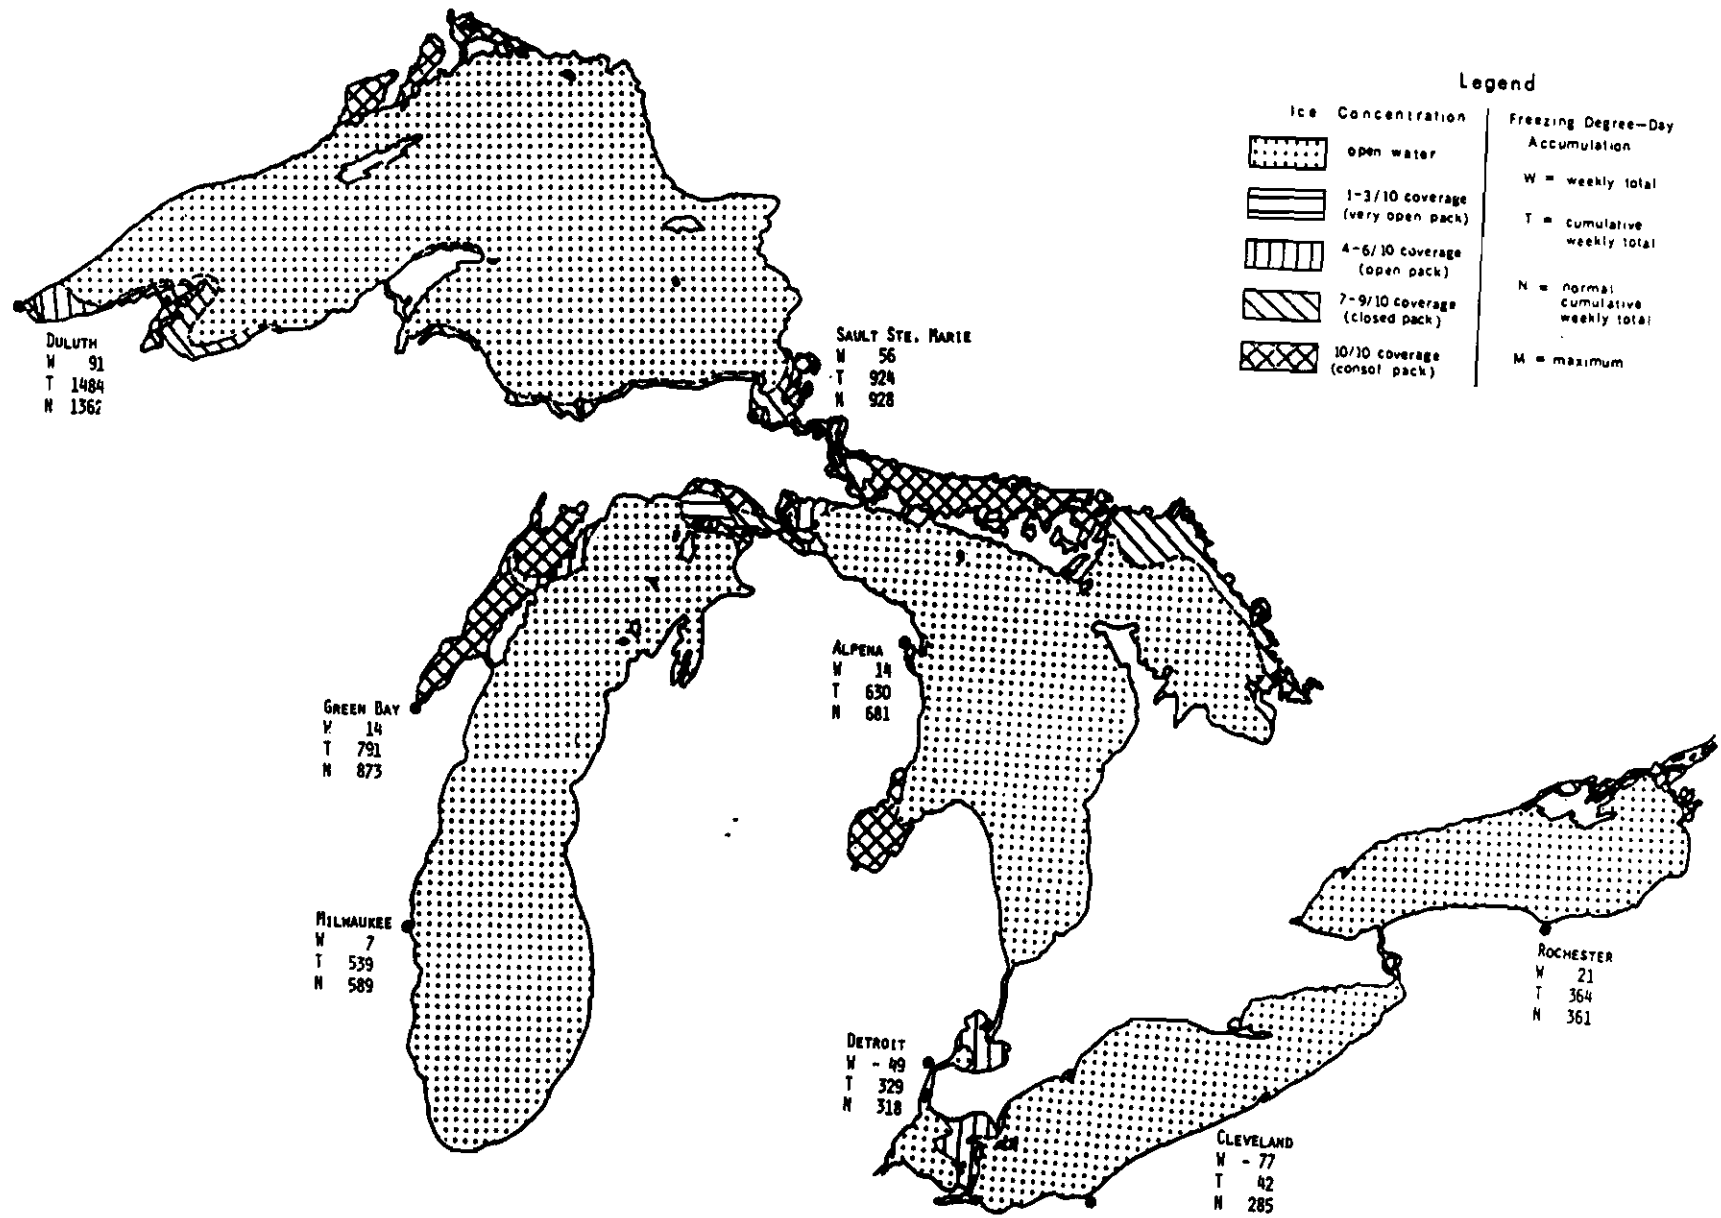 Legend
Ice Concentration
open water
1-3/10 coverage
(very open pack)
4-6/10 coverage
(open pack)
7-9/10 coverage
(closed pack)
10/10 coverage
(consol pack)
Freezing Degree-Day
Accumulation
W = weekly total
T = cumulative
weekly total
N = normal
cumulative
weekly total
M = maximum
DULUTH
W 91
T 1484
N 1362
SAULT STE. MARIE
W 56
T 924
N 928
GREEN BAY
W 14
T 791
N 873
ALPENA
W 14
T 630
N 681
MILWAUKEE
W 7
T 539
N 589
ROCHESTER
W 21
T 364
N 361
DETROIT
W - 49
T 329
N 318
CLEVELAND
W - 77
T 42
N 285